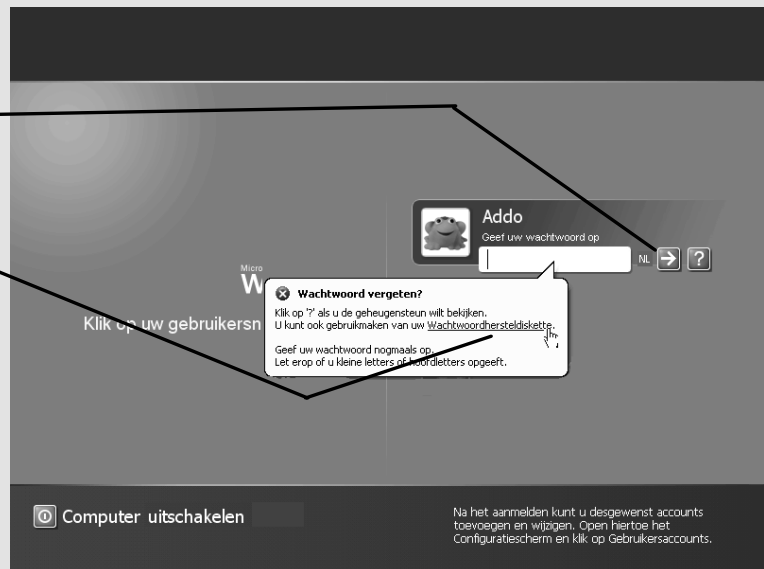 Addo
Geef uw wachtwoord op
NL
?
Micro
W
Klik op uw gebruikersn
Wachtwoord vergeten?
Klik op '?' als u de geheugensteun wilt bekijken.
U kunt ook gebruikmaken van uw Wachtwoordhersteldiskette.
Geef uw wachtwoord nogmaals op.
Let erop of u kleine letters of hoofdletters opgeeft.
Computer uitschakelen
Na het aanmelden kunt u desgewenst accounts
toevoegen en wijzigen. Open hiertoe het
Configuratiescherm en klik op Gebruikersaccounts.